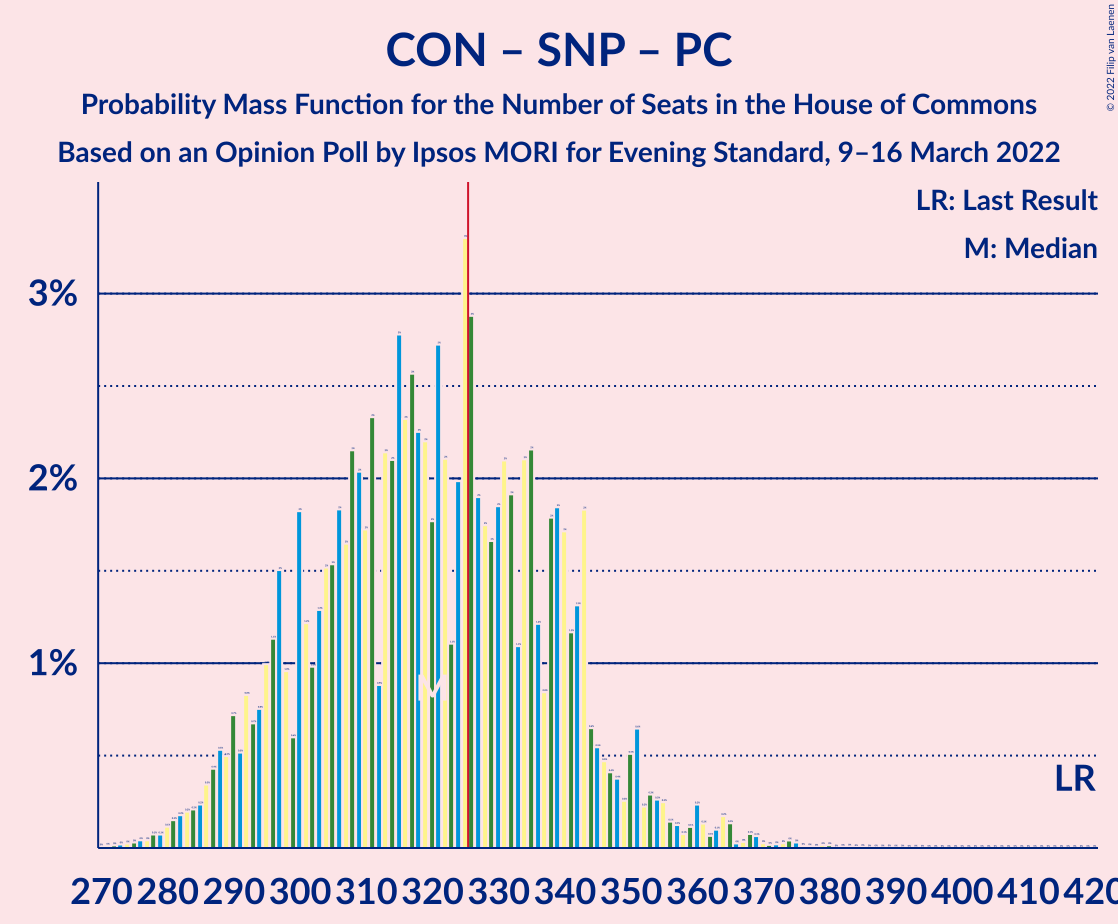 CON – SNP – PC
Probability Mass Function for the Number of Seats in the House of Commons
Based on an Opinion Poll by Ipsos MORI for Evening Standard, 9–16 March 2022
© 2022 Filip van Laenen
LR: Last Result
M: Median
3%
2%
1%
M
LR
270 280 290 300 310 320 330 340 350 360 370 380 390 400 410 420